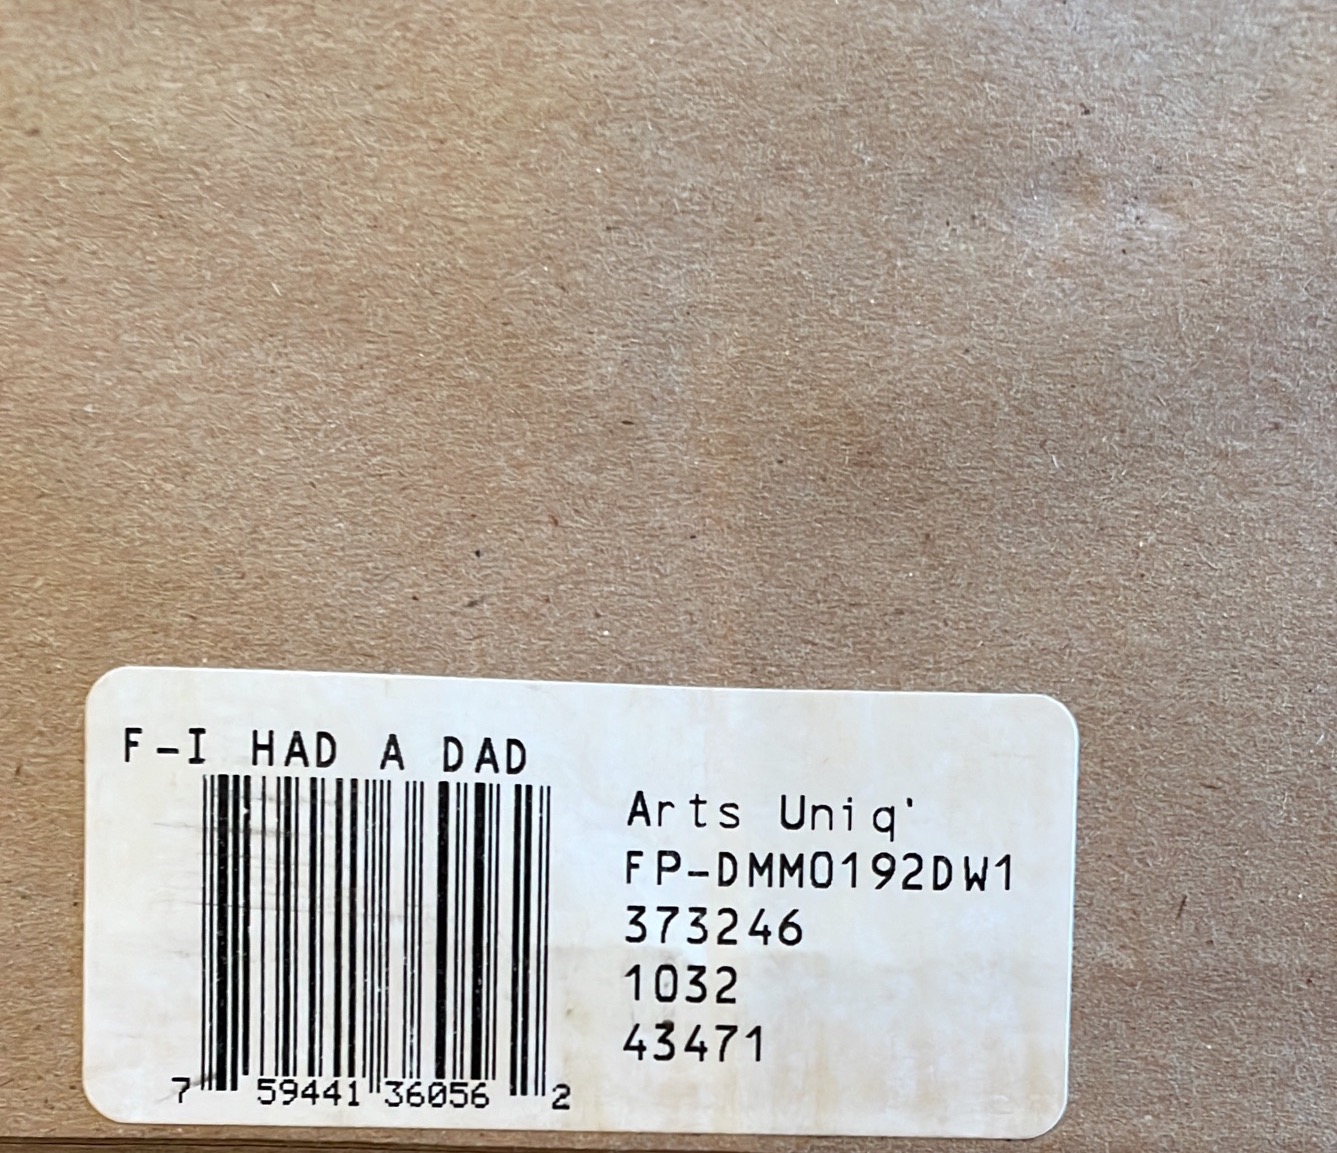 F-I HAD A DAD
Arts Uniq'
FP-DMM0192DW1
373246
1032
43471
7 59441 36056 2